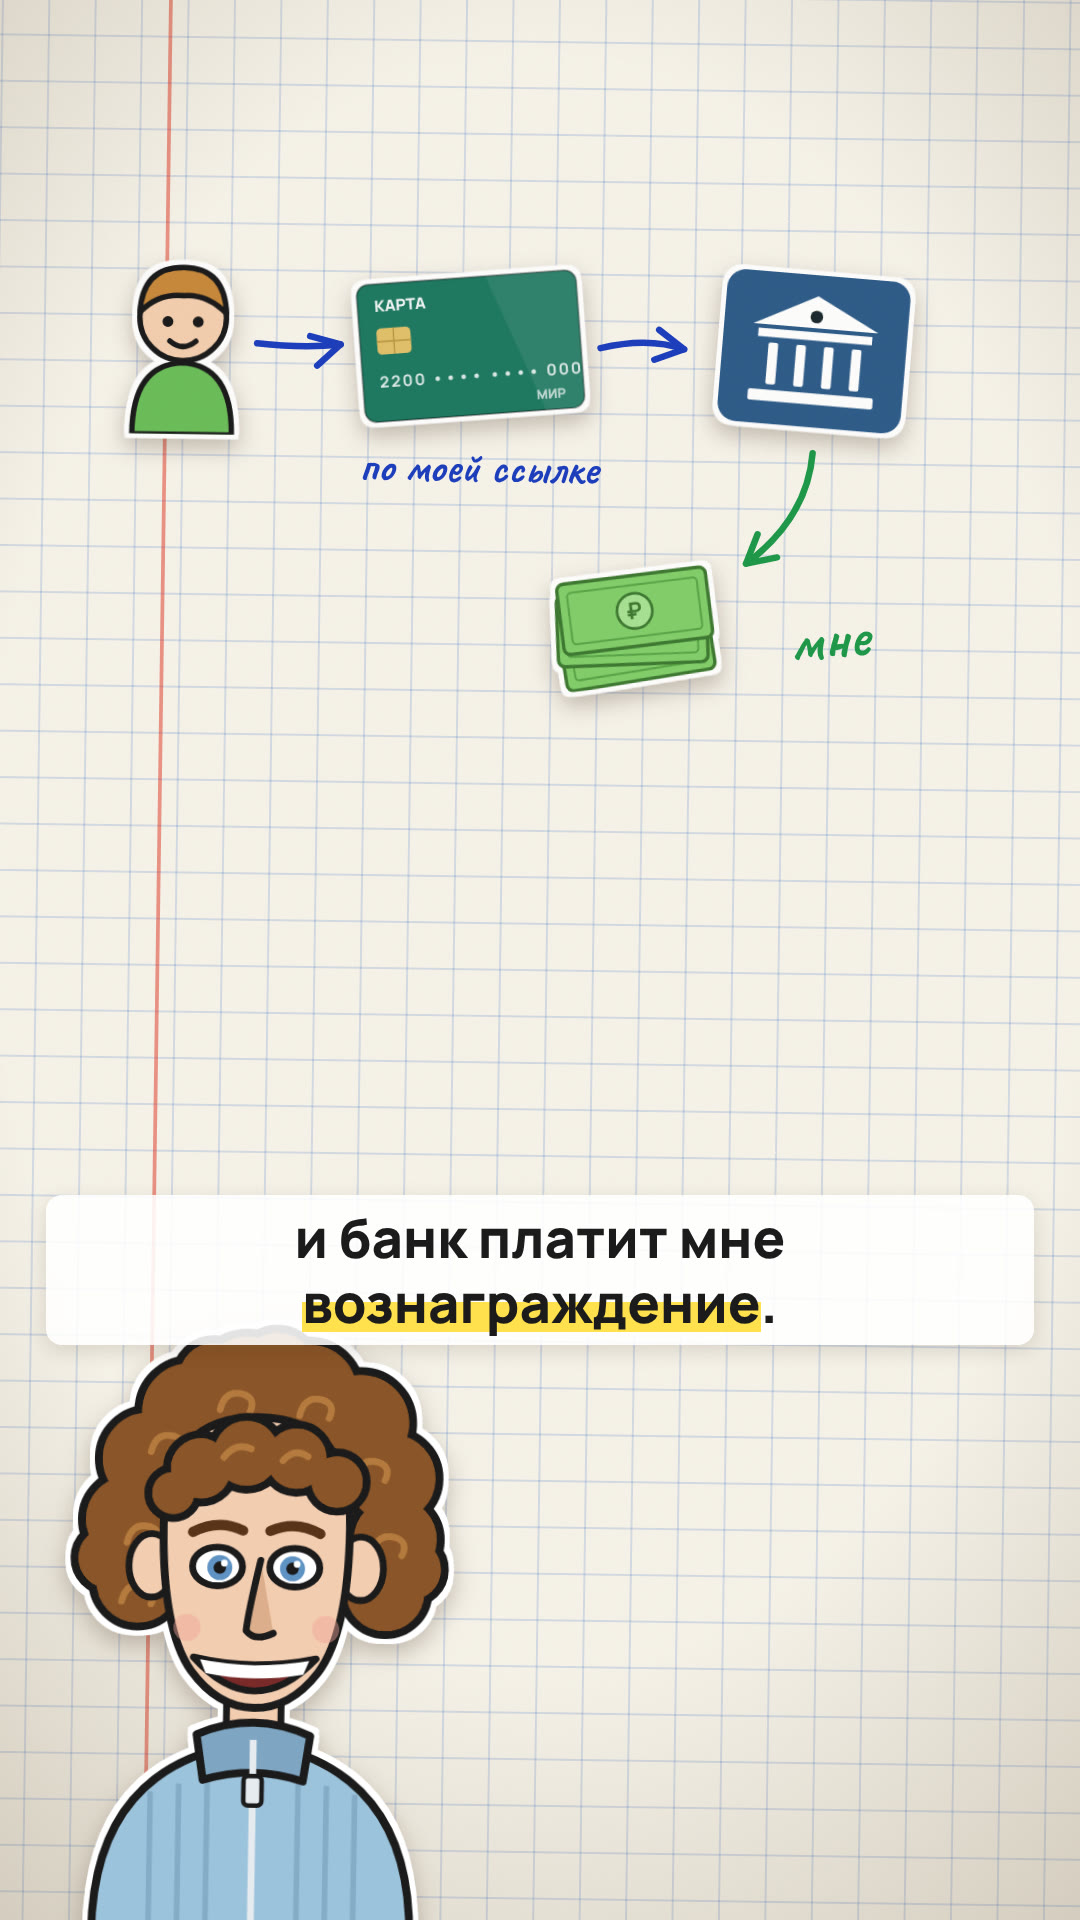 КАРТА
2200 •••• •••• 000
МИР
по моей ссылке
₽
мне
и банк платит мне
вознаграждение.